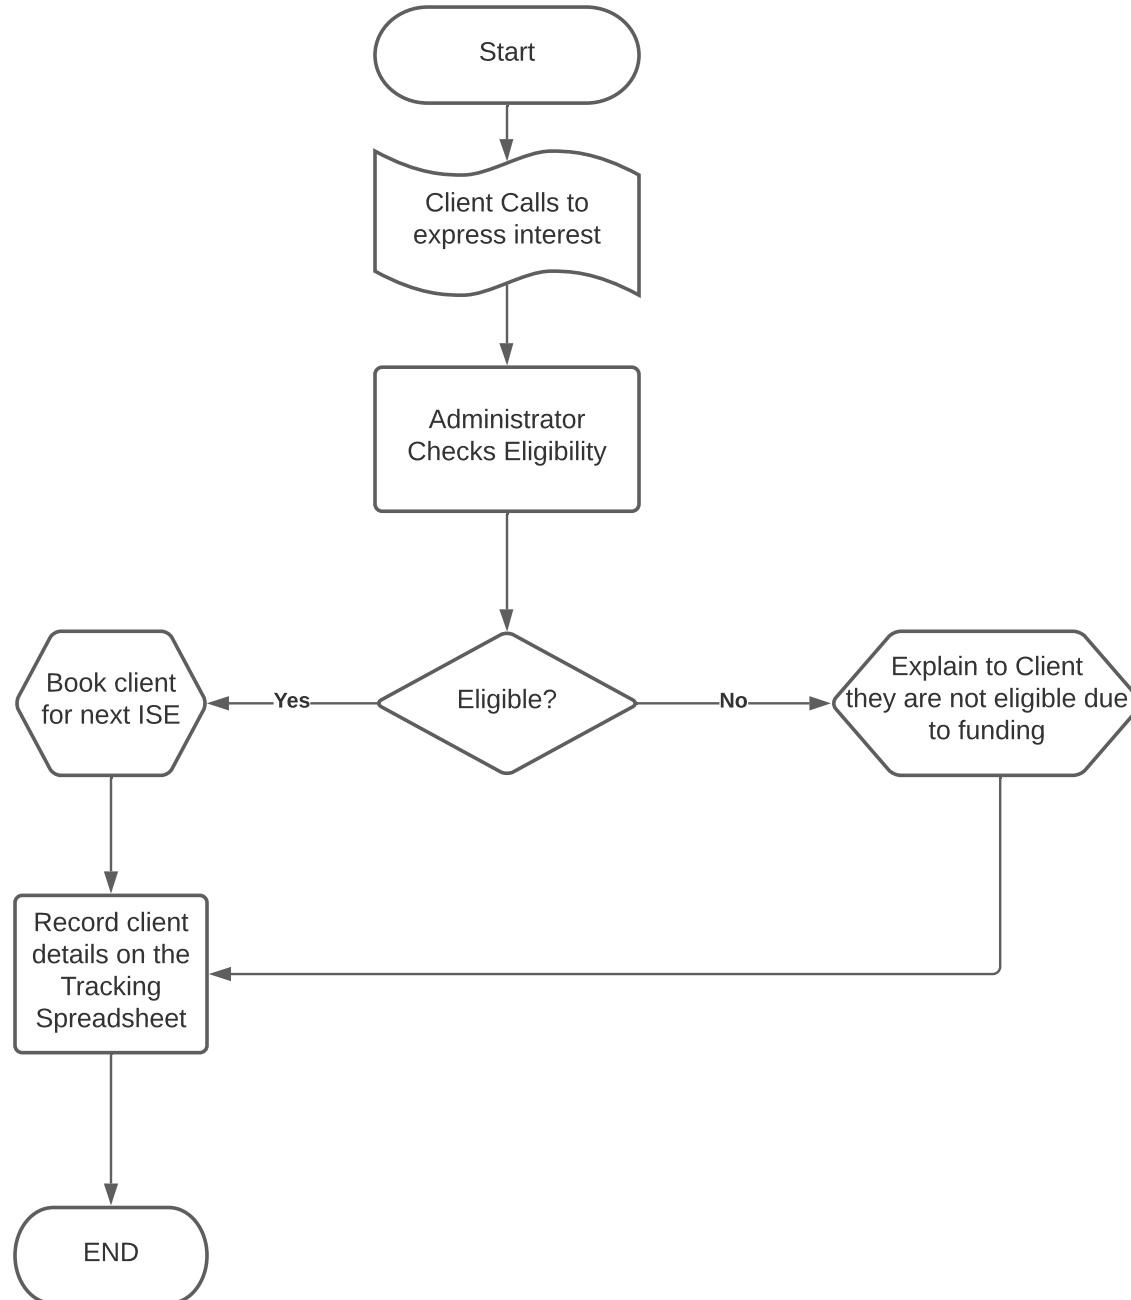 Start
Client Calls to
express interest
Administrator
Checks Eligibility
Book client
for next ISE
Yes
Eligible?
No
Explain to Client
they are not eligible due
to funding
Record client
details on the
Tracking
Spreadsheet
END